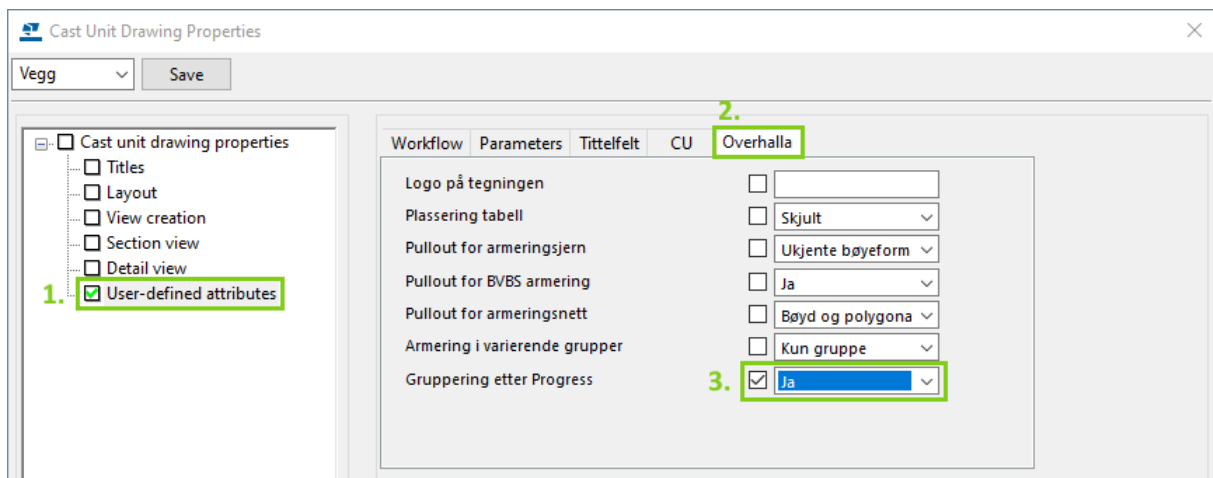 Cast Unit Drawing Properties
Vegg Save
2.
Cast unit drawing properties
Titles
Layout
View creation
Section view
Detail view
1. User-defined attributes
Workflow Parameters Tittelfelt CU Overhalla
Logo på tegningen
Plassering tabell Skjult
Pullout for armeringsjern Ukjente bøyeform
Pullout for BVBS armering Ja
Pullout for armeringsnett Bøyd og polygona
Armering i varierende grupper Kun gruppe
Gruppering etter Progress 3. Ja